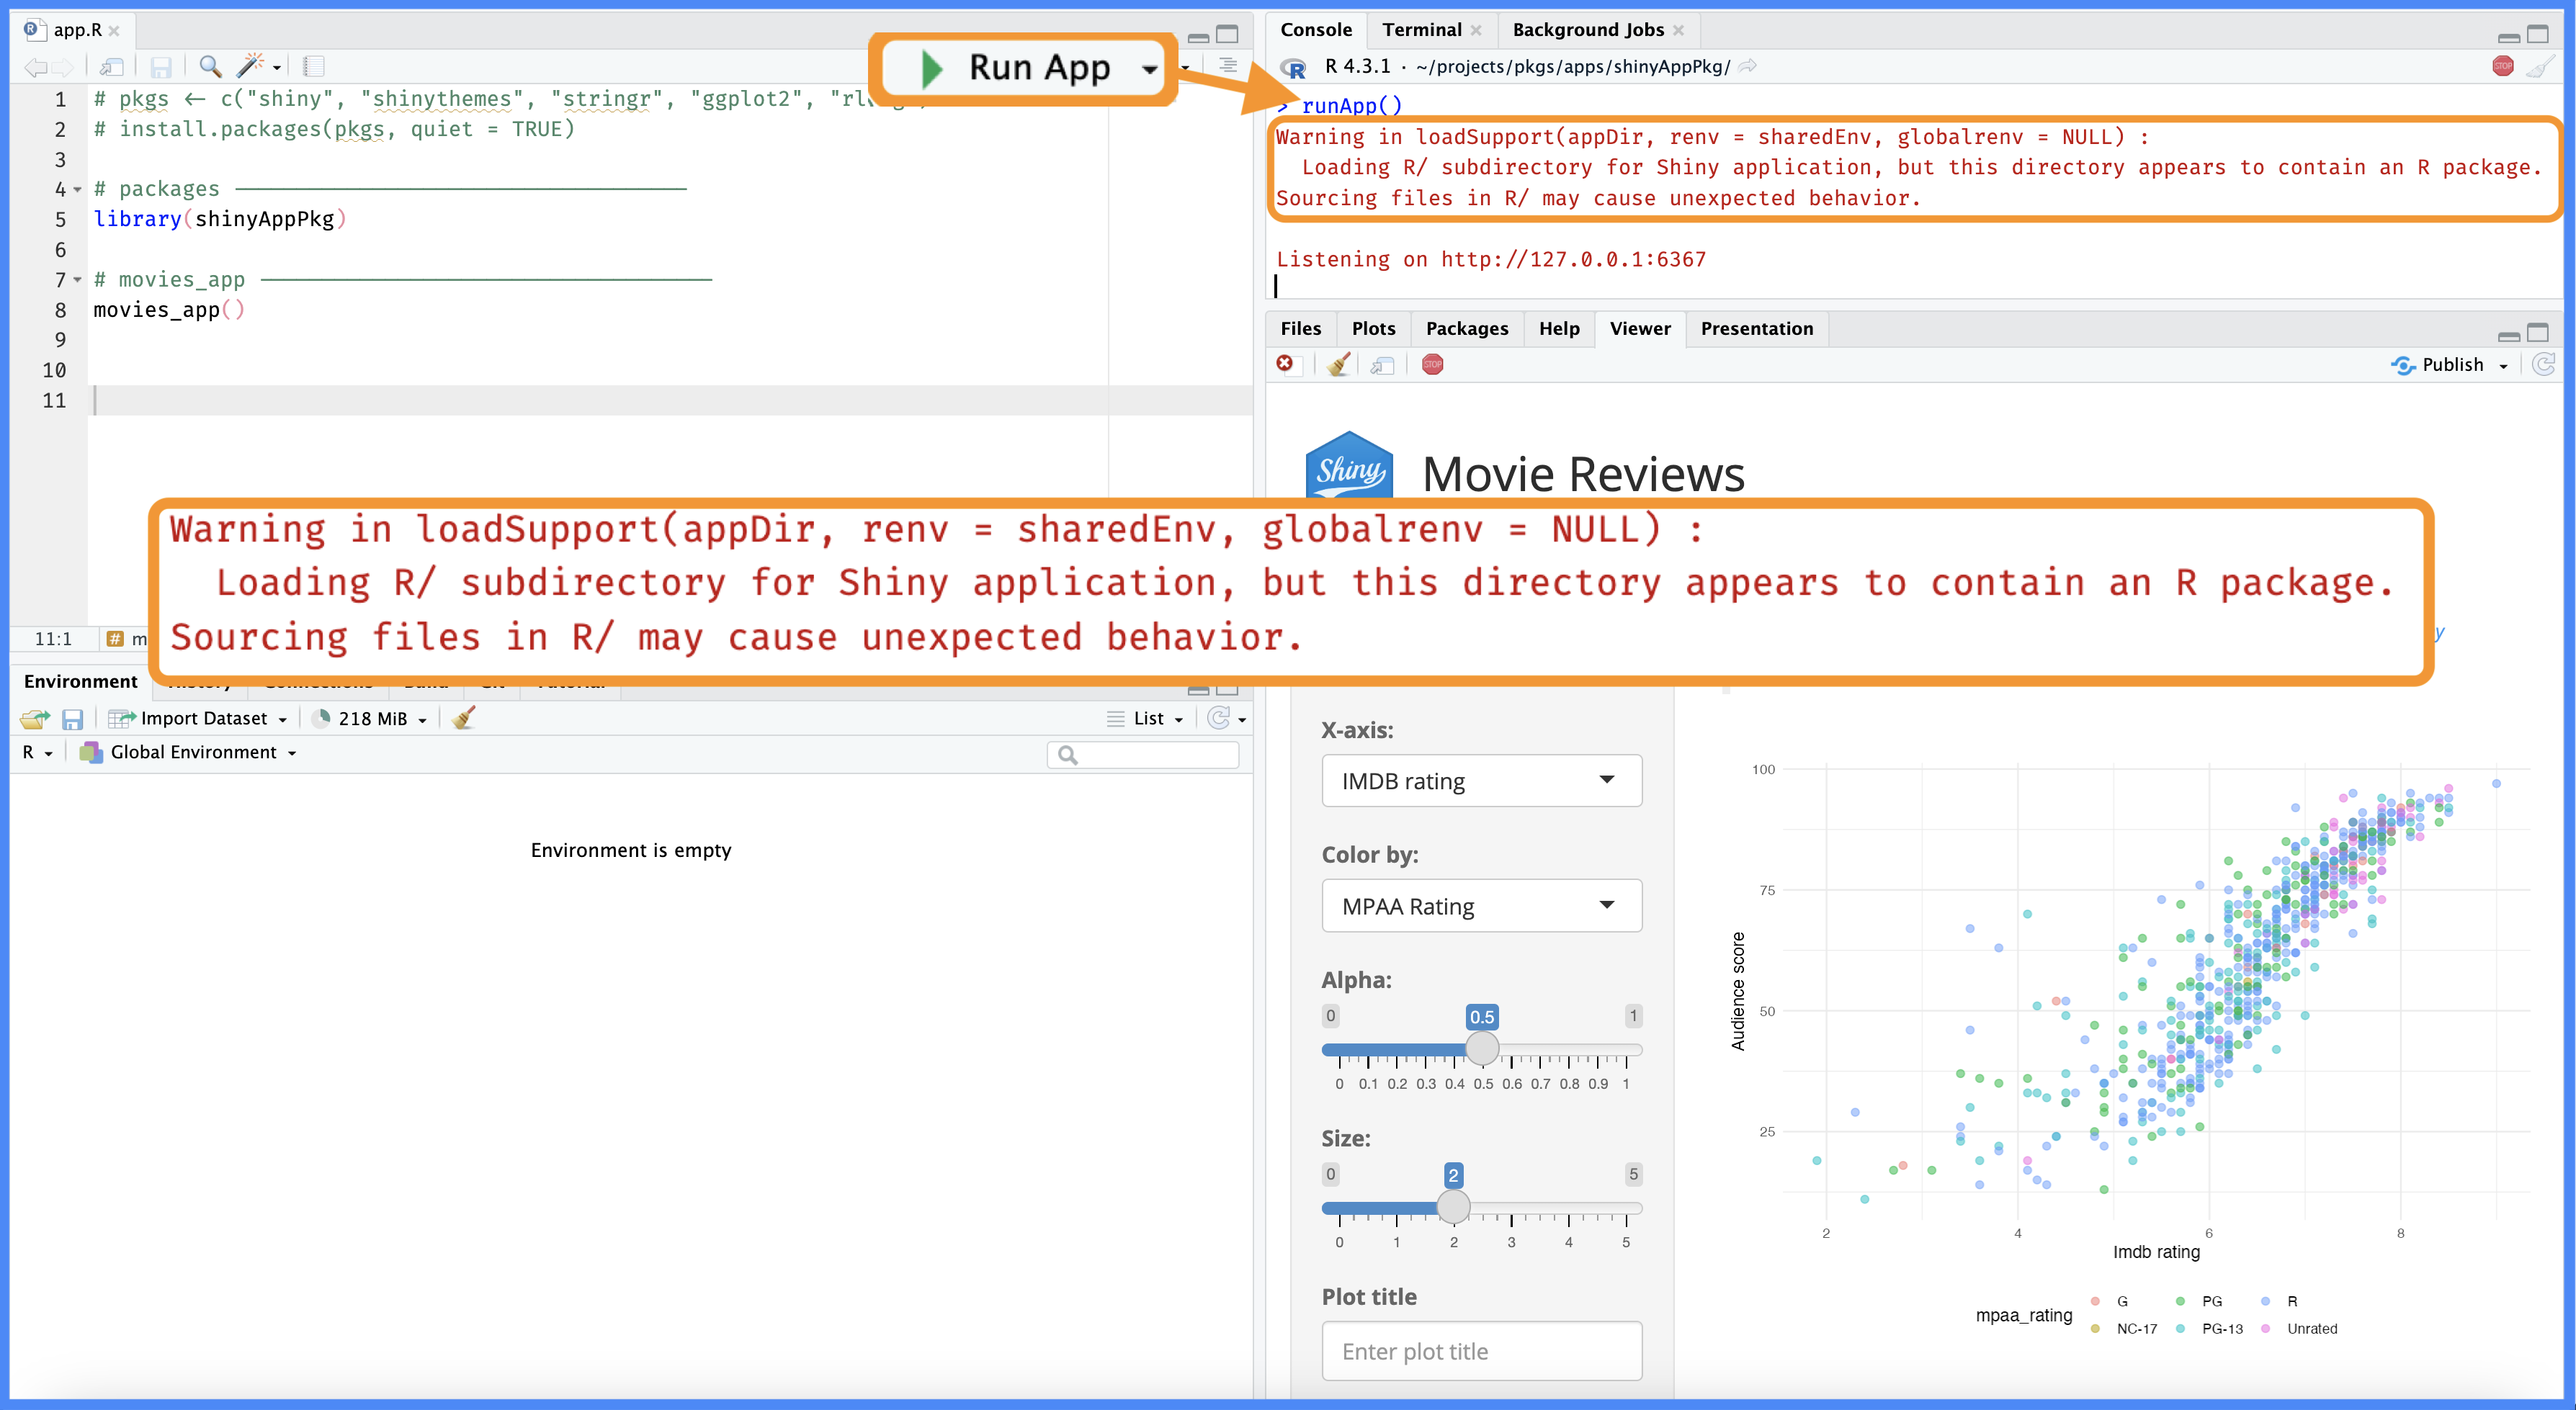 app.R
Run App
# pkgs <- c("shiny", "shinythemes", "stringr", "ggplot2",
# install.packages(pkgs, quiet = TRUE)
# packages
library(shinyAppPkg)
# movies_app
movies_app()
1
2
3
4
5
6
7
8
9
10
11
11:1
Console Terminal Background Jobs
R 4.3.1 · ~/projects/pkgs/apps/shinyAppPkg/
STOP
> runApp()
Warning in loadSupport(appDir, renv = sharedEnv, globalrenv = NULL) :
Loading R/ subdirectory for Shiny application, but this directory appears to contain an R package.
Sourcing files in R/ may cause unexpected behavior.
Listening on http://127.0.0.1:6367
Files Plots Packages Help Viewer Presentation
STOP
Publish
Shiny
Movie Reviews
Warning in loadSupport(appDir, renv = sharedEnv, globalrenv = NULL) :
Loading R/ subdirectory for Shiny application, but this directory appears to contain an R package.
Sourcing files in R/ may cause unexpected behavior.
Environment
Import Dataset 218 MiB List
R Global Environment
Environment is empty
X-axis:
IMDB rating
Color by:
MPAA Rating
Alpha:
0 0.5 1
0 0.1 0.2 0.3 0.4 0.5 0.6 0.7 0.8 0.9 1
Size:
0 2 5
0 1 2 3 4 5
Plot title
Enter plot title
100
75
50
25
Audience score
2 4 6 8
Imdb rating
mpaa_rating
G PG R
NC-17 PG-13 Unrated